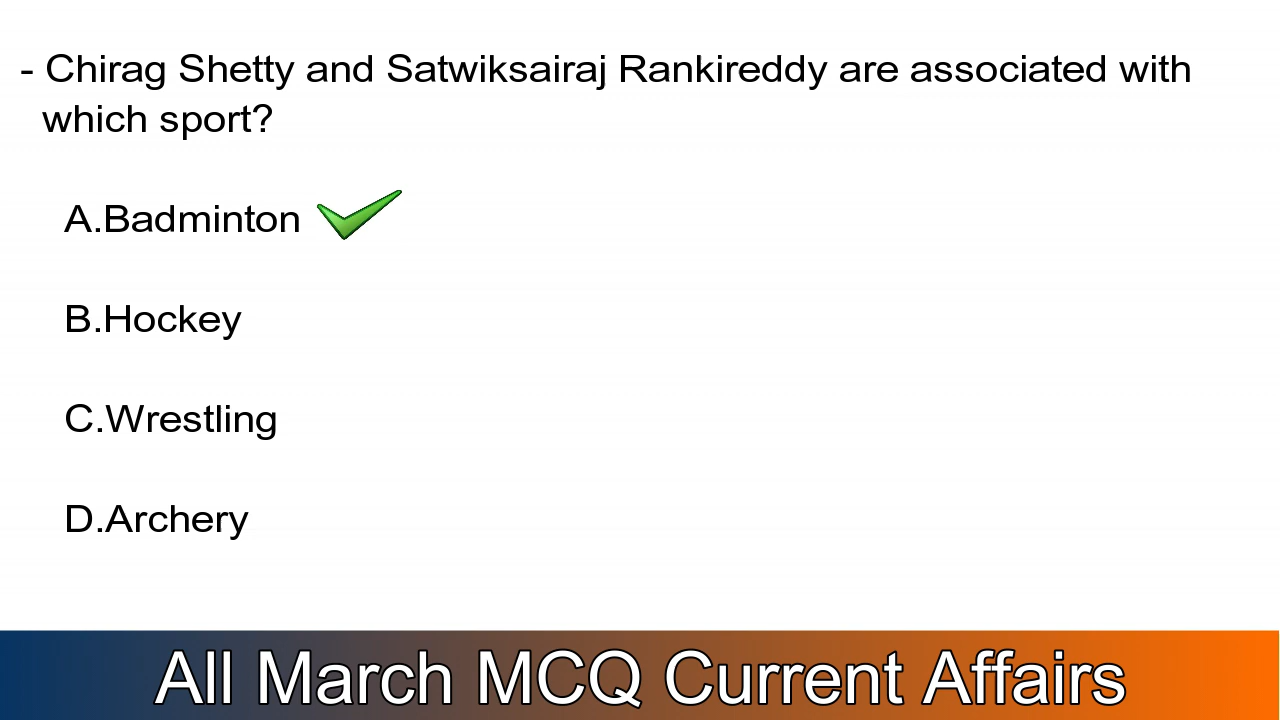 - Chirag Shetty and Satwiksairaj Rankireddy are associated with
which sport?
A.Badminton
B.Hockey
C.Wrestling
D.Archery
All March MCQ Current Affairs